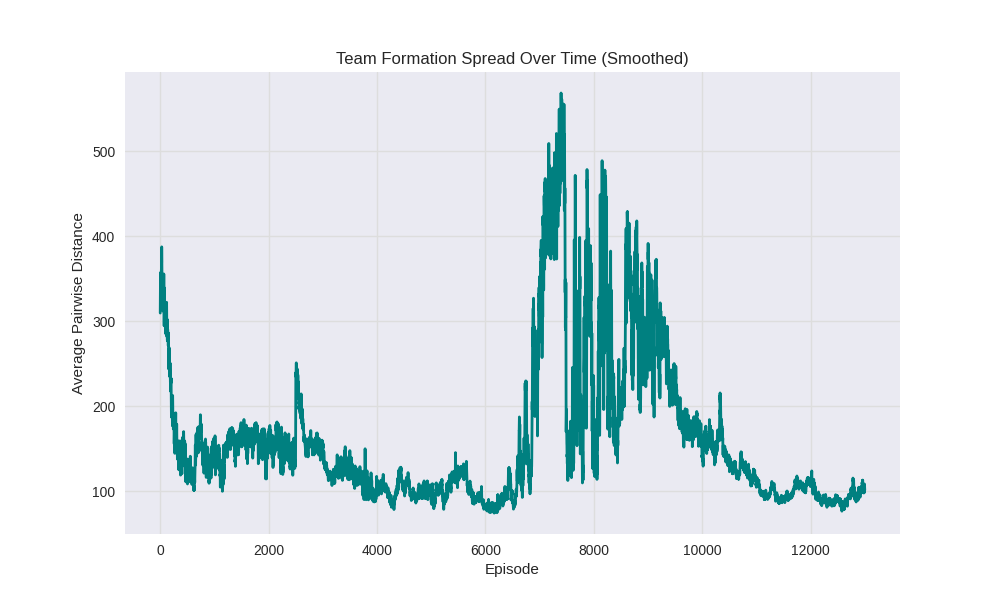 Team Formation Spread Over Time (Smoothed)
Average Pairwise Distance
500
400
300
200
100
0 2000 4000 6000 8000 10000 12000
Episode